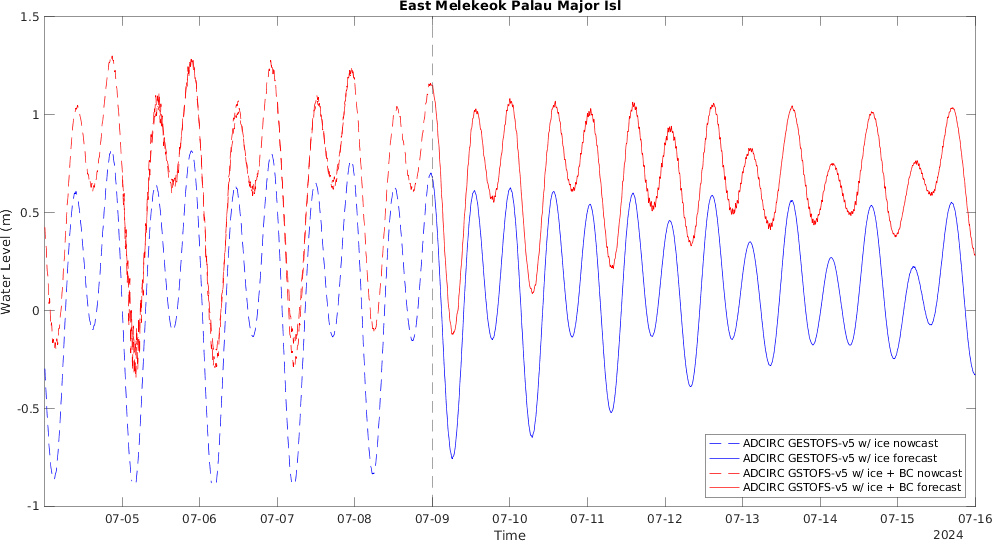 East Melekeok Palau Major Isl
Water Level (m)
1.5
1
0.5
0
-0.5
-1
ADCIRC GESTOFS-v5 w/ ice nowcast
ADCIRC GESTOFS-v5 w/ ice forecast
ADCIRC GSTOFS-v5 w/ ice + BC nowcast
ADCIRC GSTOFS-v5 w/ ice + BC forecast
07-05 07-06 07-07 07-08 07-09 07-10 07-11 07-12 07-13 07-14 07-15 07-16
Time
2024